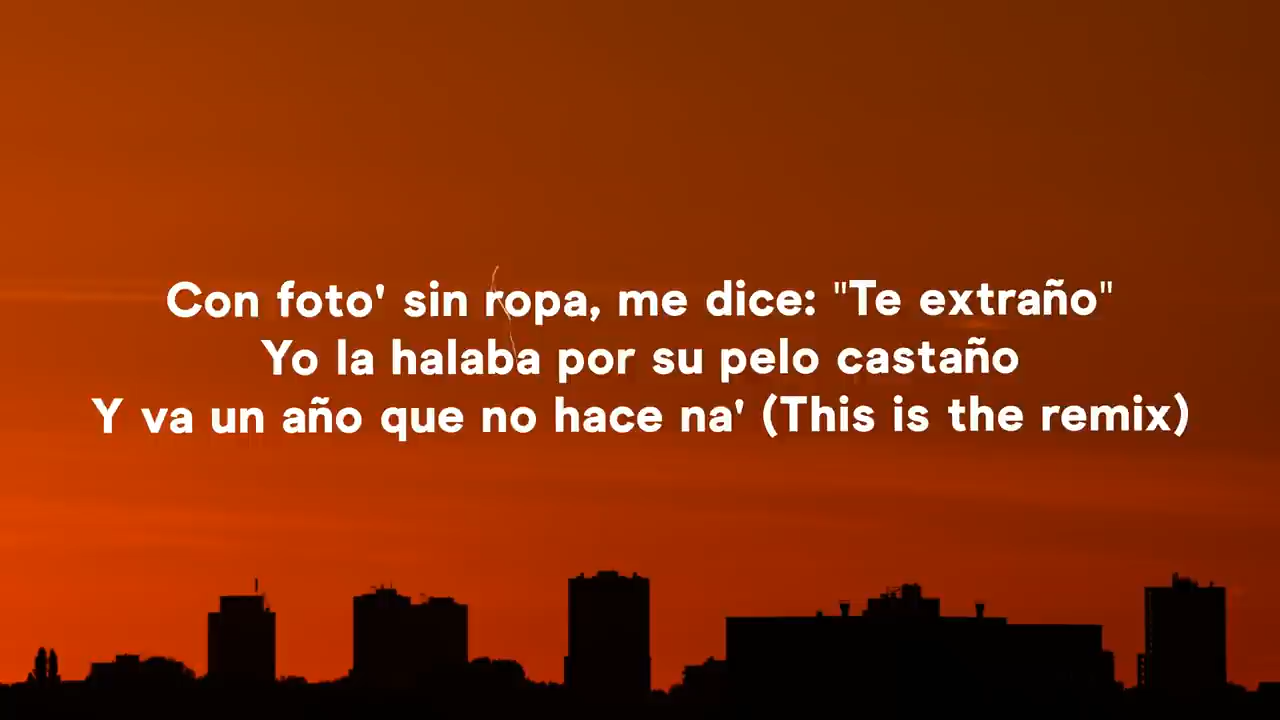 Con foto' sin ropa, me dice: "Te extraño"
Yo la halaba por su pelo castaño
Y va un año que no hace na' (This is the remix)